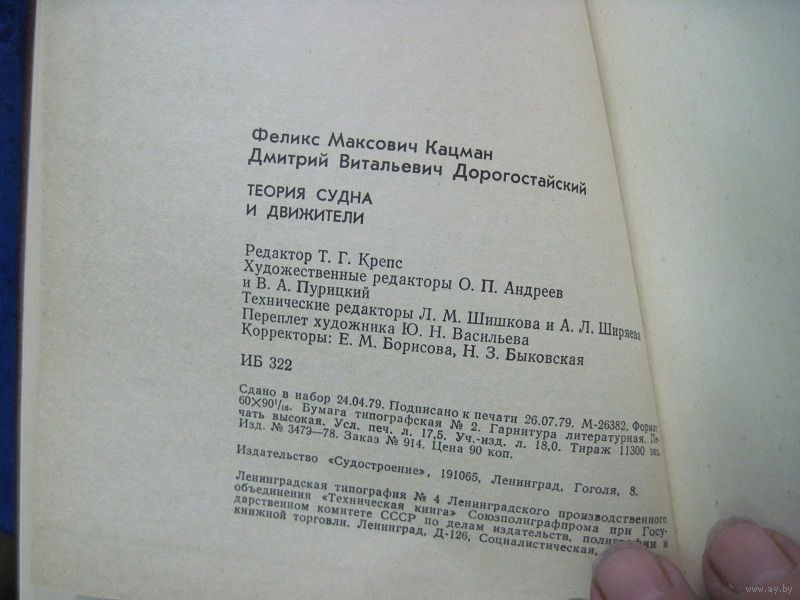 Феликс Максович Кацман
Дмитрий Витальевич Дорогостайский
ТЕОРИЯ СУДНА
И ДВИЖИТЕЛИ
Редактор Т. Г. Крепс
Художественные редакторы О. П. Андреев
и В. А. Пурицкий
Технические редакторы Л. М. Шишкова и А. Л. Ширяева
Переплет художника Ю. Н. Васильева
Корректоры: Е. М. Борисова, Н. З. Быковская
ИБ 322
Сдано в набор 24.04.79. Подписано к печати 26.07.79. М-26382. Формат
60×90¹/₁₆. Бумага типографская № 2. Гарнитура литературная. Пе-
чать высокая. Усл. печ. л. 17,5. Уч.-изд. л. 18,0. Тираж 11300 экз.
Изд. № 3479—78. Заказ № 914. Цена 90 коп.
Издательство «Судостроение», 191065, Ленинград, Гоголя, 8.
Ленинградская типография № 4 Ленинградского производственного
объединения «Техническая книга» Союзполиграфпрома при Госу-
дарственном комитете СССР по делам издательств, полиграфии и
книжной торговли. Ленинград, Д-126, Социалистическая,
www.ay.by